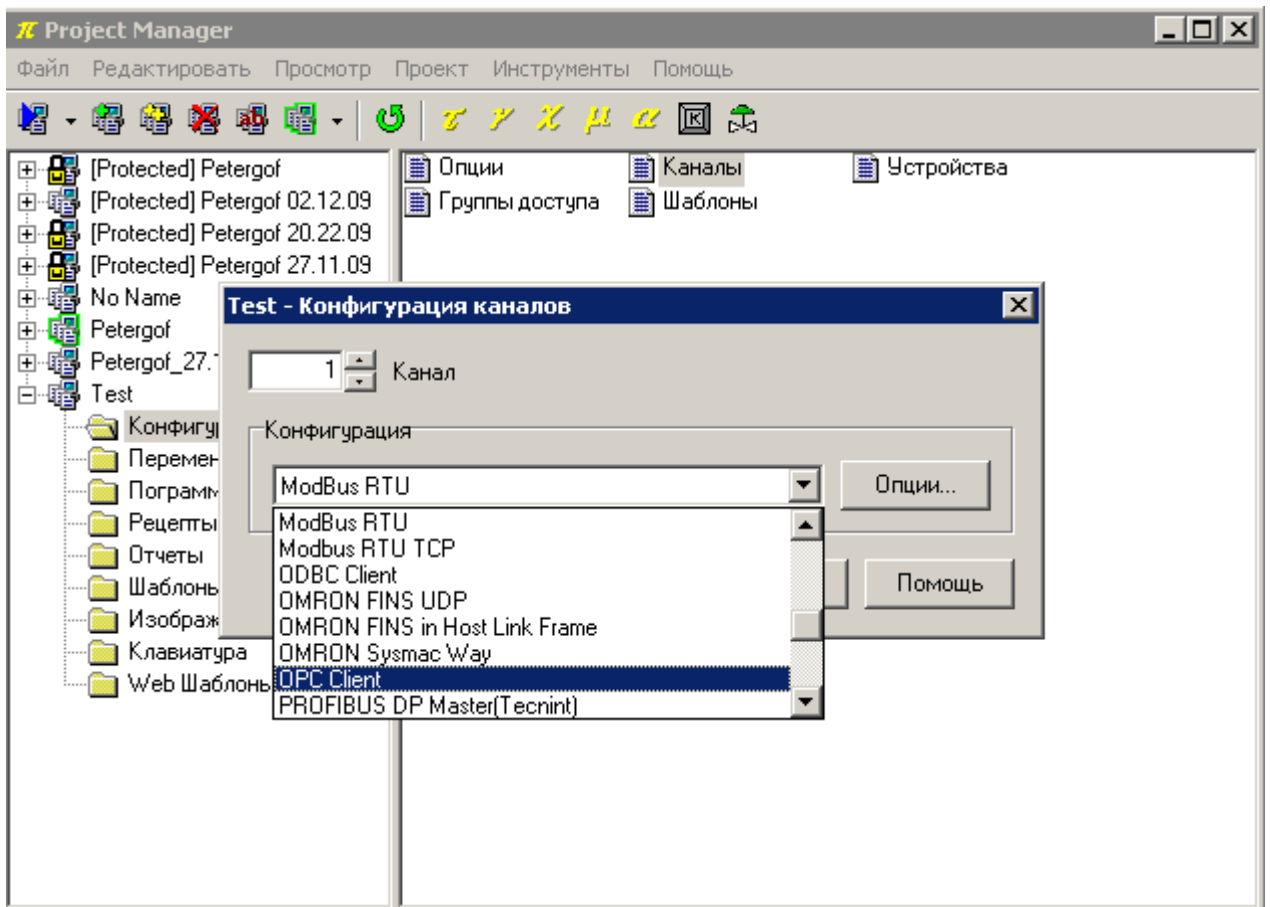 π Project Manager
Файл Редактировать Просмотр Проект Инструменты Помощь
τ γ χ μ α K
[Protected] Petergof
[Protected] Petergof 02.12.09
[Protected] Petergof 20.22.09
[Protected] Petergof 27.11.09
No Name
Petergof
Petergof_27.
Test
Конфигу
Перемен
Пограмм
Рецепты
Отчеты
Шаблоны
Изображ
Клавиатура
Web Шаблоны
Опции Каналы Устройства
Группы доступа Шаблоны
Test - Конфигурация каналов
1 Канал
Конфигурация
ModBus RTU Опции...
ModBus RTU
Modbus RTU TCP
ODBC Client
OMRON FINS UDP
OMRON FINS in Host Link Frame
OMRON Sysmac Way
OPC Client
PROFIBUS DP Master(Tecnint)
Помощь